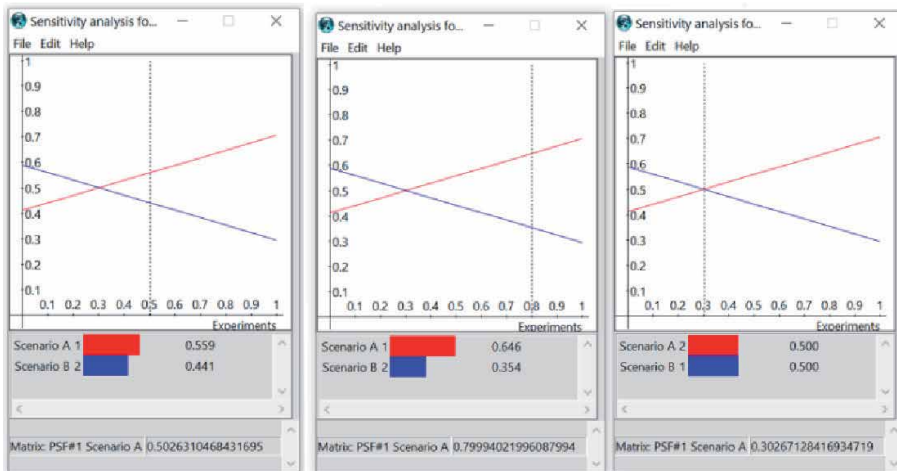 Sensitivity analysis fo...
File Edit Help
1
0.9
0.8
0.7
0.6
0.5
0.4
0.3
0.2
0.1
0.1 0.2 0.3 0.4 0.5 0.6 0.7 0.8 0.9 1
Experiments
Scenario A 1 0.559
Scenario B 2 0.441
Matrix: PSF#1 Scenario A 0.5026310468431695
Sensitivity analysis fo...
File Edit Help
1
0.9
0.8
0.7
0.6
0.5
0.4
0.3
0.2
0.1
0.1 0.2 0.3 0.4 0.5 0.6 0.7 0.8 0.9 1
Experiments
Scenario A 1 0.646
Scenario B 2 0.354
Matrix: PSF#1 Scenario A 0.79994021996087994
Sensitivity analysis fo...
File Edit Help
1
0.9
0.8
0.7
0.6
0.5
0.4
0.3
0.2
0.1
0.1 0.2 0.3 0.4 0.5 0.6 0.7 0.8 0.9 1
Experiments
Scenario A 2 0.500
Scenario B 1 0.500
Matrix: PSF#1 Scenario A 0.30267128416934719